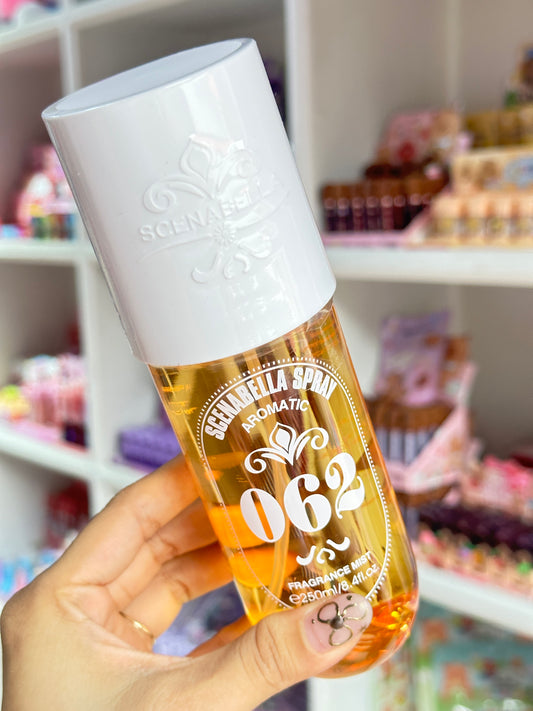 SCENABELLA
SCENABELLA SPRAY
AROMATIC
062
FRAGRANCE MIST
℮250ml/8.4fl.oz